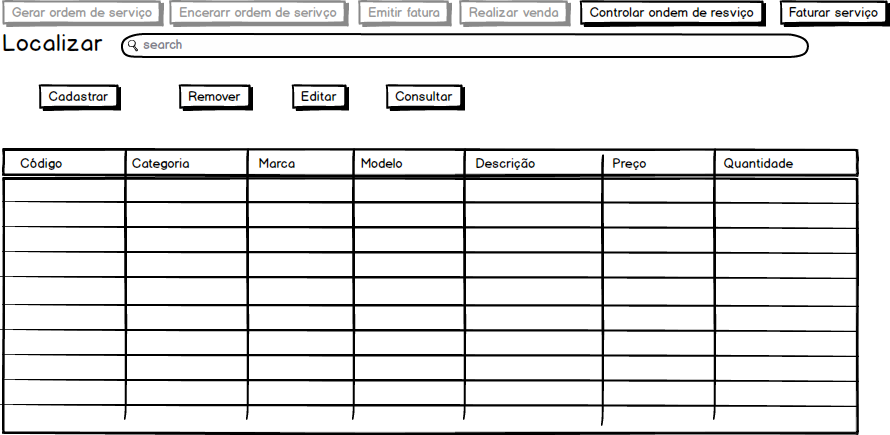 Gerar ordem de serviço Encerarr ordem de serivço Emitir fatura Realizar venda Controlar ondem de resviço Faturar serviço
Localizar search
Cadastrar Remover Editar Consultar
Código Categoria Marca Modelo Descrição Preço Quantidade